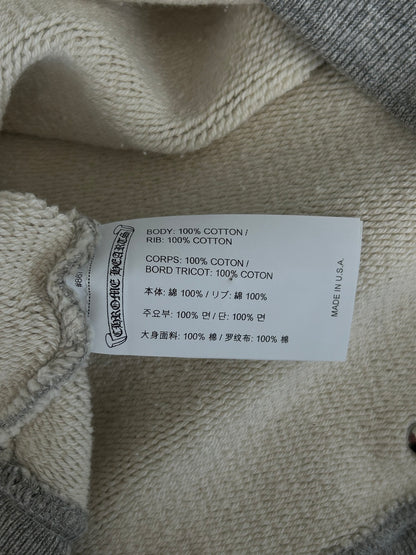 BODY: 100% COTTON /
RIB: 100% COTTON
CORPS: 100% COTTON /
BORD TRICOT: 100% COTON
本体: 綿 100% / リブ: 綿 100%
주요부: 100% 면 / 단: 100% 면
大身面料: 100% 棉 / 罗纹布: 100% 棉
CHROME HEARTS
MADE IN U.S.A.